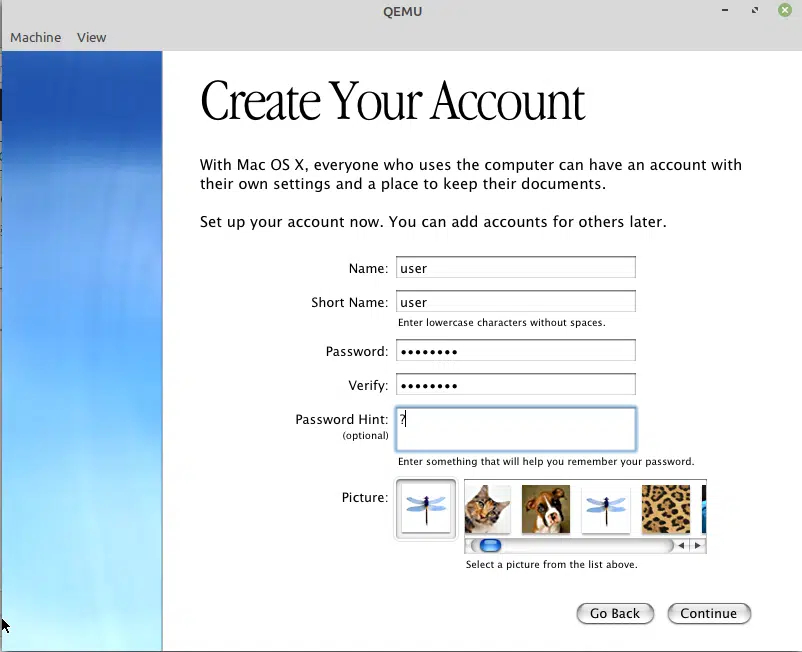 QEMU
Machine View
Create Your Account
With Mac OS X, everyone who uses the computer can have an account with
their own settings and a place to keep their documents.
Set up your account now. You can add accounts for others later.
Name: user
Short Name: user
Enter lowercase characters without spaces.
Password: ••••••••
Verify: ••••••••
Password Hint: ?
(optional)
Enter something that will help you remember your password.
Picture:
Select a picture from the list above.
Go Back Continue